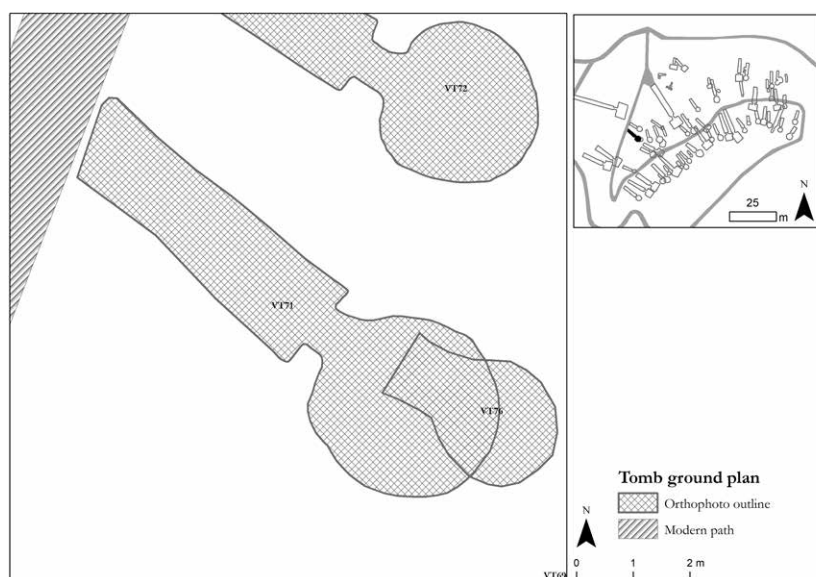 VT72
VT71
VT76
VT69
N
25
m
Tomb ground plan
Orthophoto outline
Modern path
N
0 1 2 m